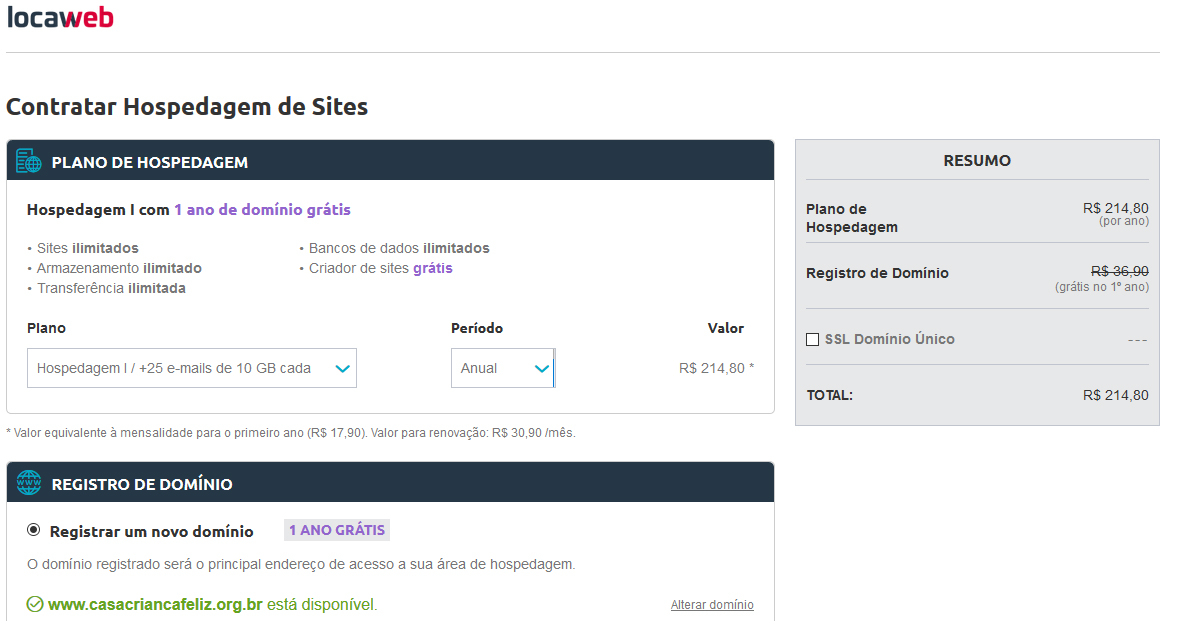 locaweb
Contratar Hospedagem de Sites
PLANO DE HOSPEDAGEM
Hospedagem I com 1 ano de domínio grátis
• Sites ilimitados
• Armazenamento ilimitado
• Transferência ilimitada
• Bancos de dados ilimitados
• Criador de sites grátis
Plano
Período
Valor
Hospedagem I / +25 e-mails de 10 GB cada
Anual
R$ 214,80 *
* Valor equivalente à mensalidade para o primeiro ano (R$ 17,90). Valor para renovação: R$ 30,90 /mês.
REGISTRO DE DOMÍNIO
Registrar um novo domínio
1 ANO GRÁTIS
O domínio registrado será o principal endereço de acesso a sua área de hospedagem.
www.casacriancafeliz.org.br está disponível.
Alterar domínio
RESUMO
Plano de
Hospedagem
R$ 214,80
(por ano)
Registro de Domínio
R$ 36,90
(grátis no 1º ano)
SSL Domínio Único
---
TOTAL:
R$ 214,80